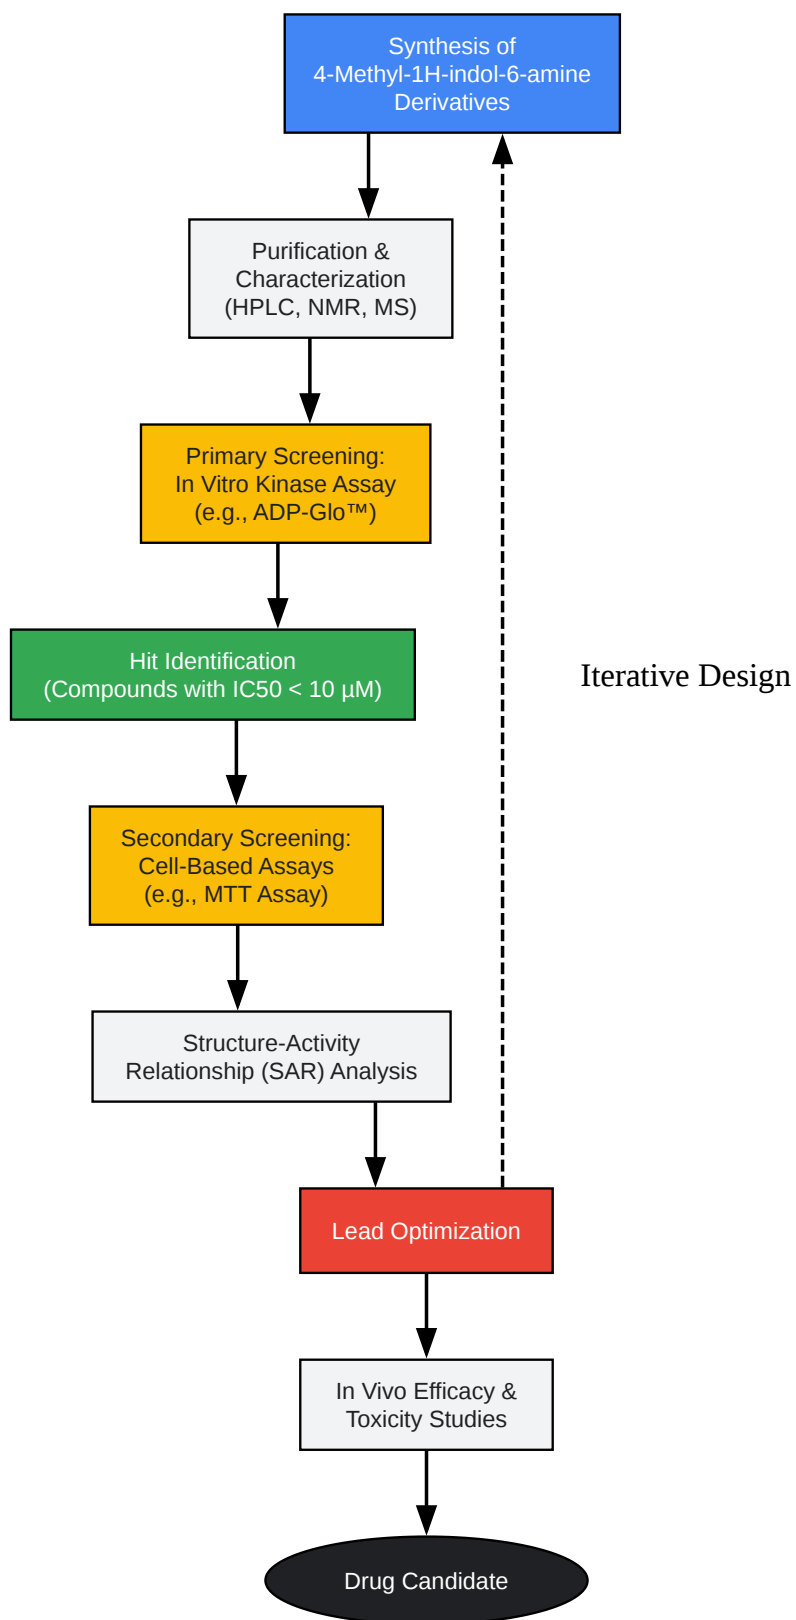 Synthesis of
4-Methyl-1H-indol-6-amine
Derivatives
Purification &
Characterization
(HPLC, NMR, MS)
Primary Screening:
In Vitro Kinase Assay
(e.g., ADP-Glo™)
Hit Identification
(Compounds with IC50 < 10 µM)
Iterative Design
Secondary Screening:
Cell-Based Assays
(e.g., MTT Assay)
Structure-Activity
Relationship (SAR) Analysis
Lead Optimization
In Vivo Efficacy &
Toxicity Studies
Drug Candidate